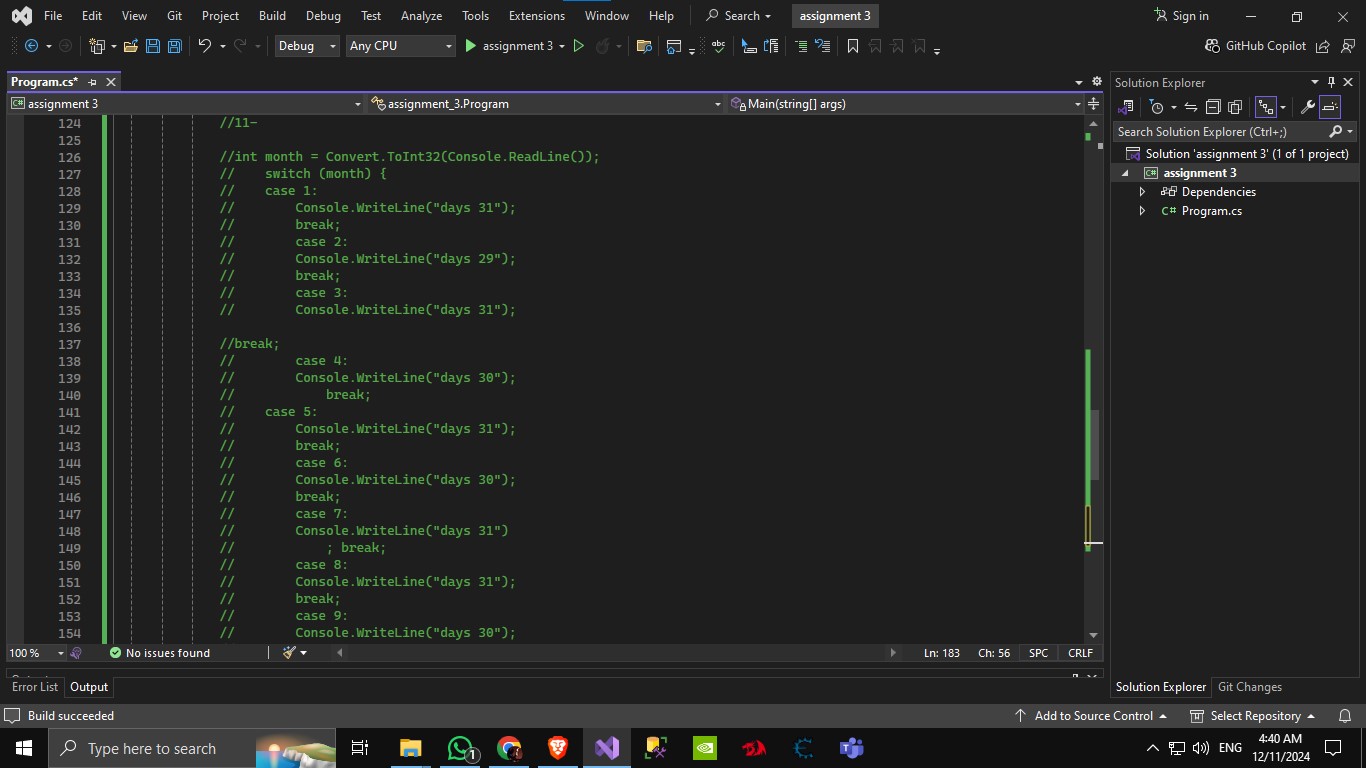 File Edit View Git Project Build Debug Test Analyze Tools Extensions Window Help Search assignment 3 Sign in
Debug Any CPU assignment 3 GitHub Copilot
Program.cs*
assignment 3 assignment_3.Program Main(string[] args)
124 //11-
125
126 //int month = Convert.ToInt32(Console.ReadLine());
127 // switch (month) {
128 // case 1:
129 // Console.WriteLine("days 31");
130 // break;
131 // case 2:
132 // Console.WriteLine("days 29");
133 // break;
134 // case 3:
135 // Console.WriteLine("days 31");
136
137 //break;
138 // case 4:
139 // Console.WriteLine("days 30");
140 // break;
141 // case 5:
142 // Console.WriteLine("days 31");
143 // break;
144 // case 6:
145 // Console.WriteLine("days 30");
146 // break;
147 // case 7:
148 // Console.WriteLine("days 31")
149 // ; break;
150 // case 8:
151 // Console.WriteLine("days 31");
152 // break;
153 // case 9:
154 // Console.WriteLine("days 30");
100 % No issues found Ln: 183 Ch: 56 SPC CRLF
Error List Output
Build succeeded
Solution Explorer
Search Solution Explorer (Ctrl+;)
Solution 'assignment 3' (1 of 1 project)
C# assignment 3
Dependencies
C# Program.cs
Solution Explorer Git Changes
Add to Source Control Select Repository
Type here to search
1
ENG
4:40 AM
12/11/2024